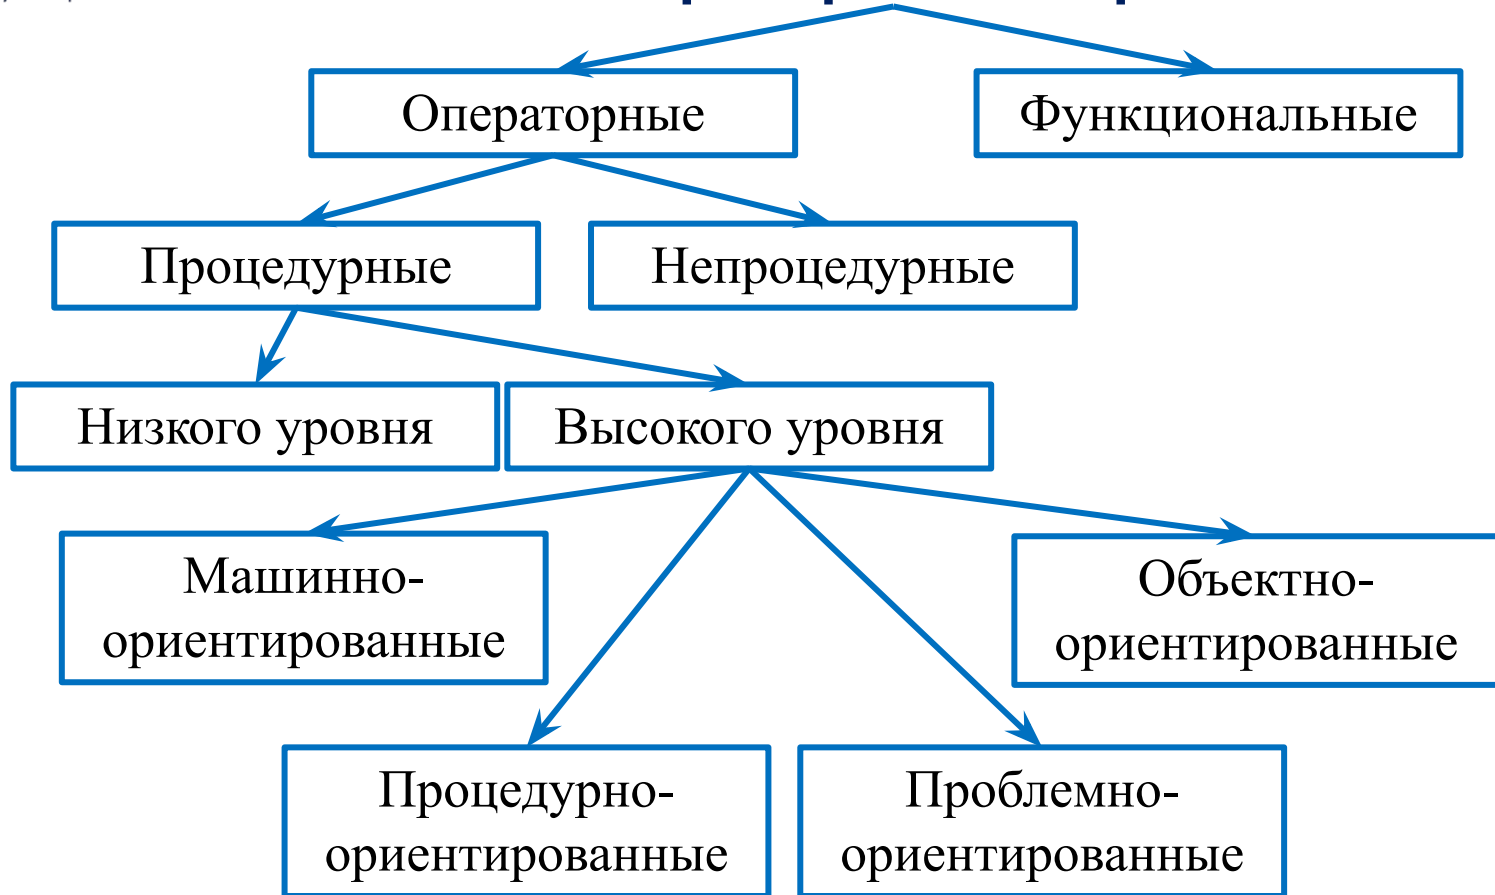 Операторные
Функциональные
Процедурные
Непроцедурные
Низкого уровня
Высокого уровня
Машинно-
ориентированные
Объектно-
ориентированные
Процедурно-
ориентированные
Проблемно-
ориентированные